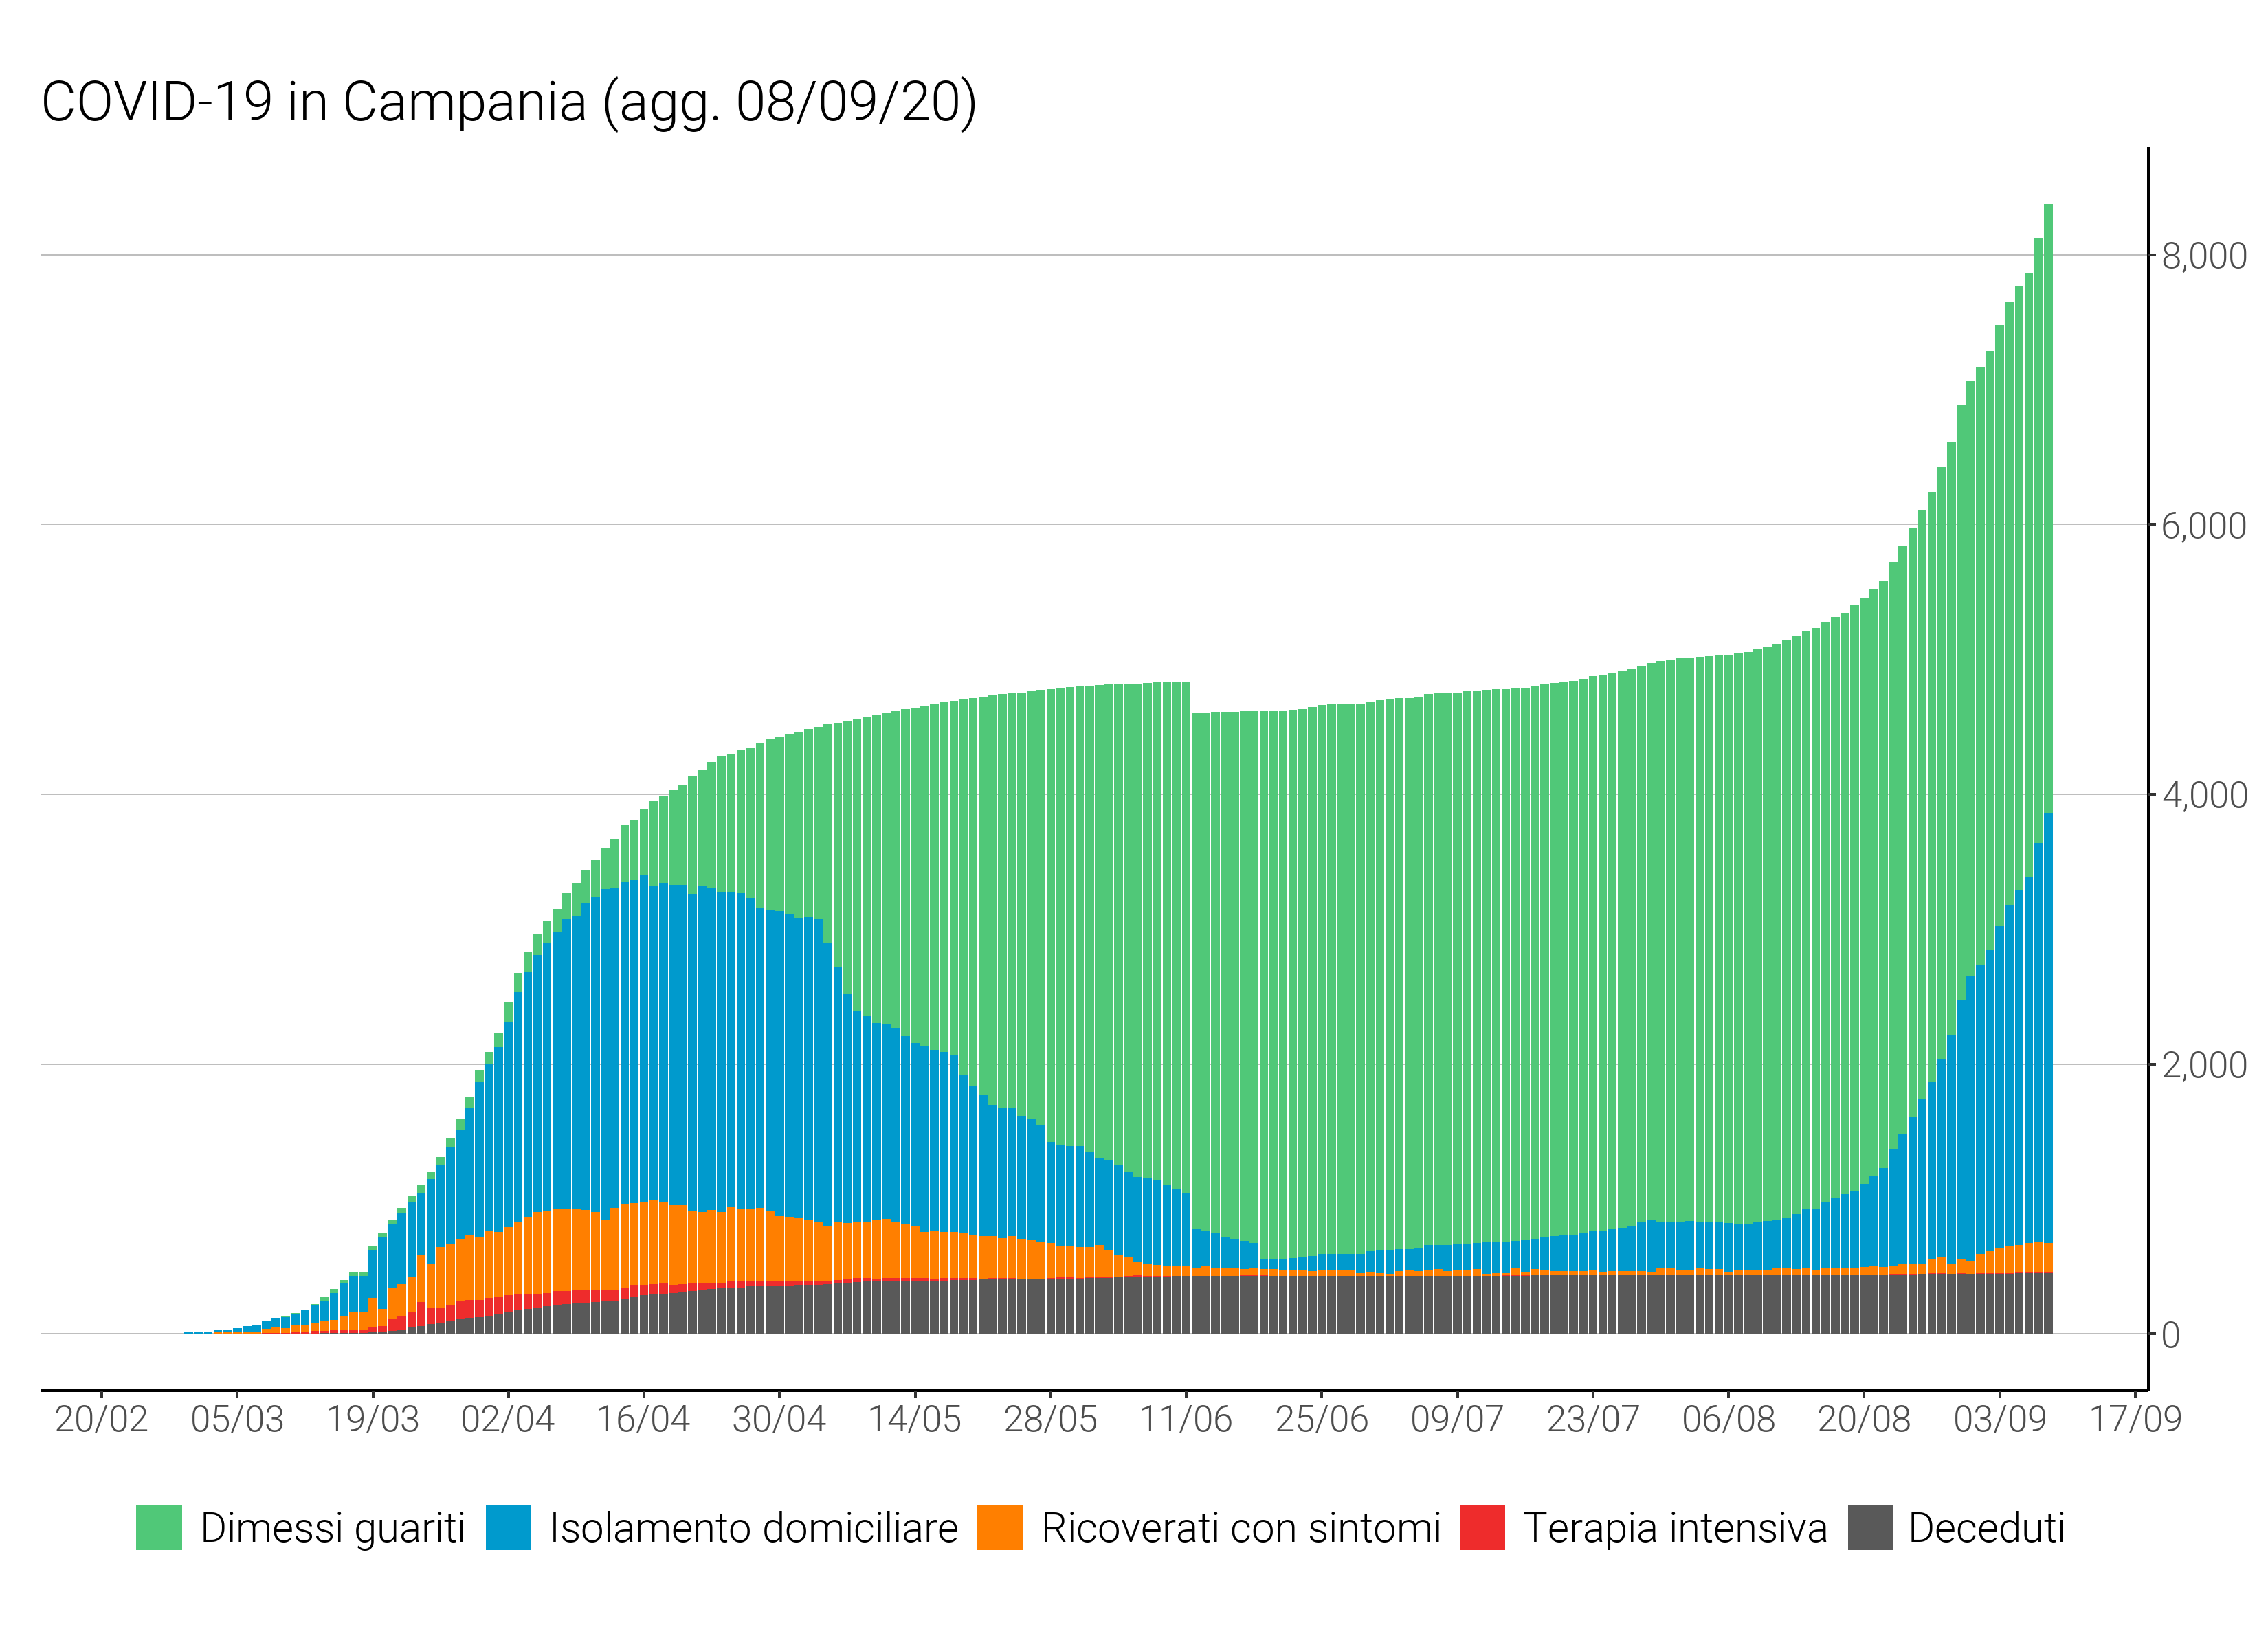 COVID-19 in Campania (agg. 08/09/20)
8,000
6,000
4,000
2,000
0
20/02 05/03 19/03 02/04 16/04 30/04 14/05 28/05 11/06 25/06 09/07 23/07 06/08 20/08 03/09 17/09
Dimessi guariti Isolamento domiciliare Ricoverati con sintomi Terapia intensiva Deceduti